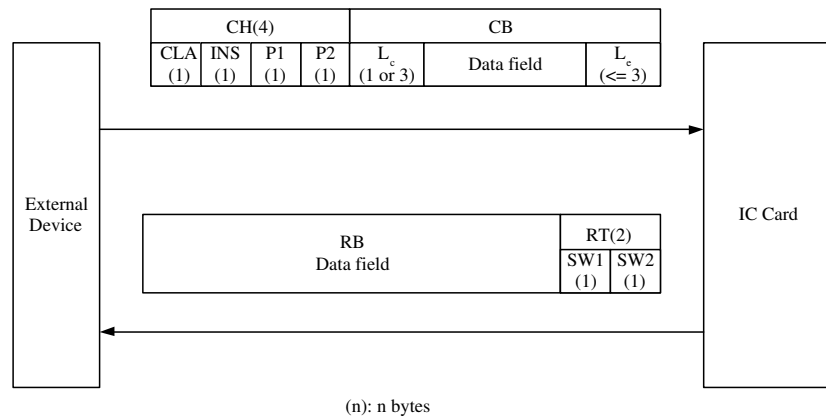 CH(4) CB
CLA INS P1 P2 Lc Data field Le
(1) (1) (1) (1) (1 or 3) (<= 3)
External
Device
IC Card
RB
Data field
RT(2)
SW1 SW2
(1) (1)
(n): n bytes